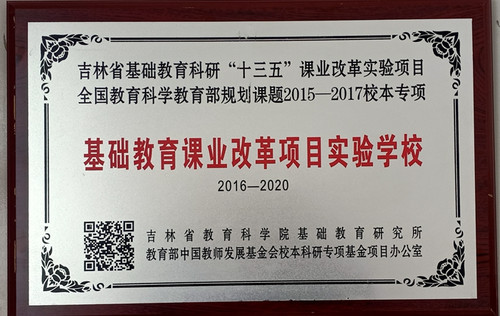 吉林省基础教育科研“十三五”课业改革实验项目
全国教育科学教育部规划课题2015—2017校本专项
基础教育课业改革项目实验学校
2016—2020
吉林省教育科学院基础教育研究所
教育部中国教师发展基金会校本科研专项基金项目办公室